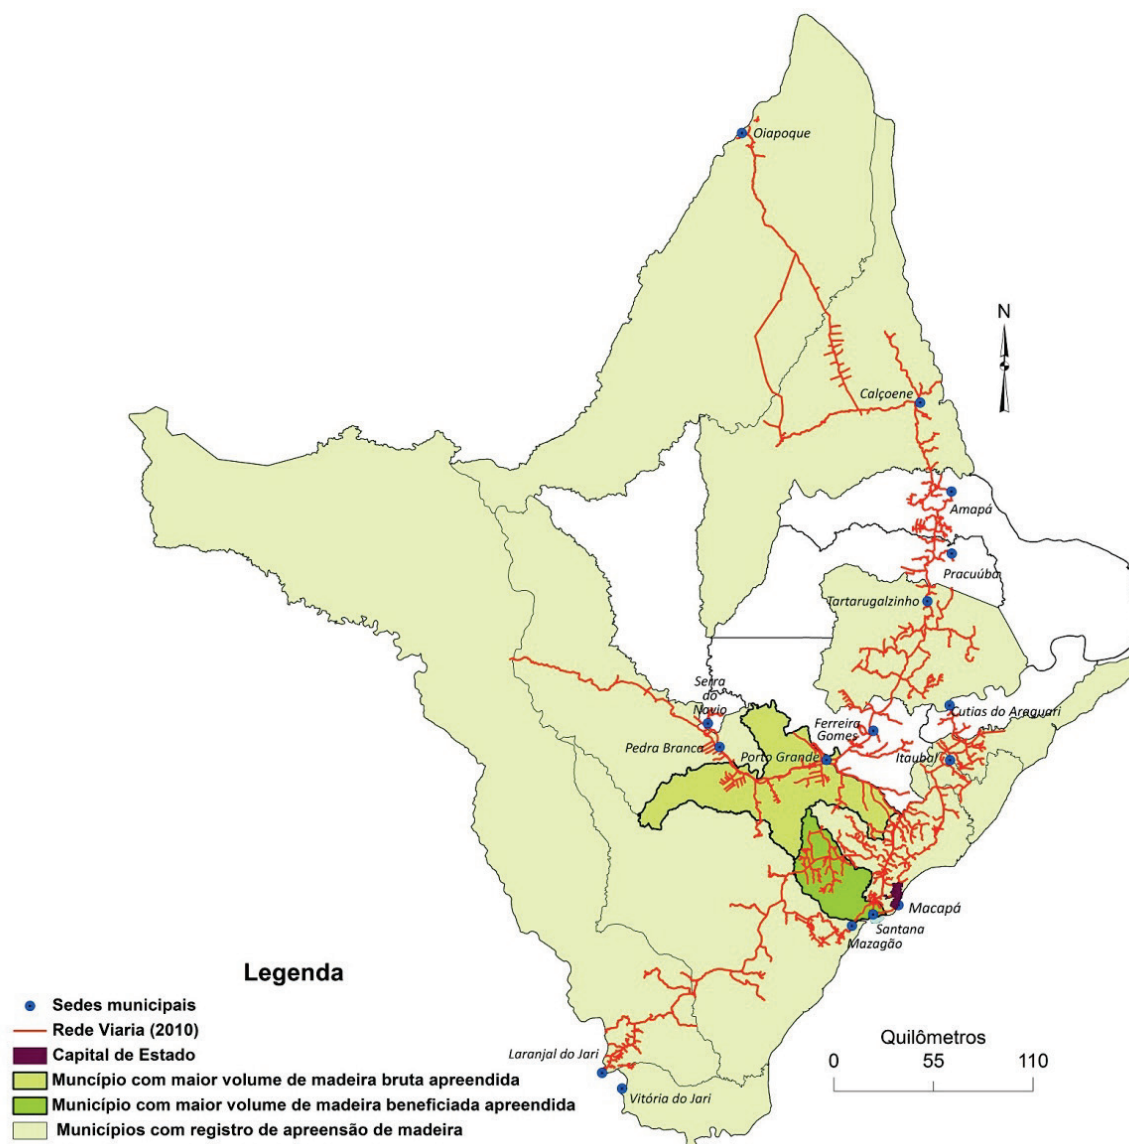 Oiapoque
N
Calçoene
Amapá
Pracuúba
Tartarugalzinho
Serra
do
Navio
Cutias do Araguari
Ferreira
Gomes
Pedra Branca
Porto Grande
Itaubal
Macapá
Santana
Mazagão
Legenda
Sedes municipais
Rede Viaria (2010)
Capital de Estado
Muncípio com maior volume de madeira bruta apreendida
Município com maior volume de madeira beneficiada apreendida
Municípios com registro de apreensão de madeira
Laranjal do Jari
Vitória do Jari
Quilômetros
0 55 110